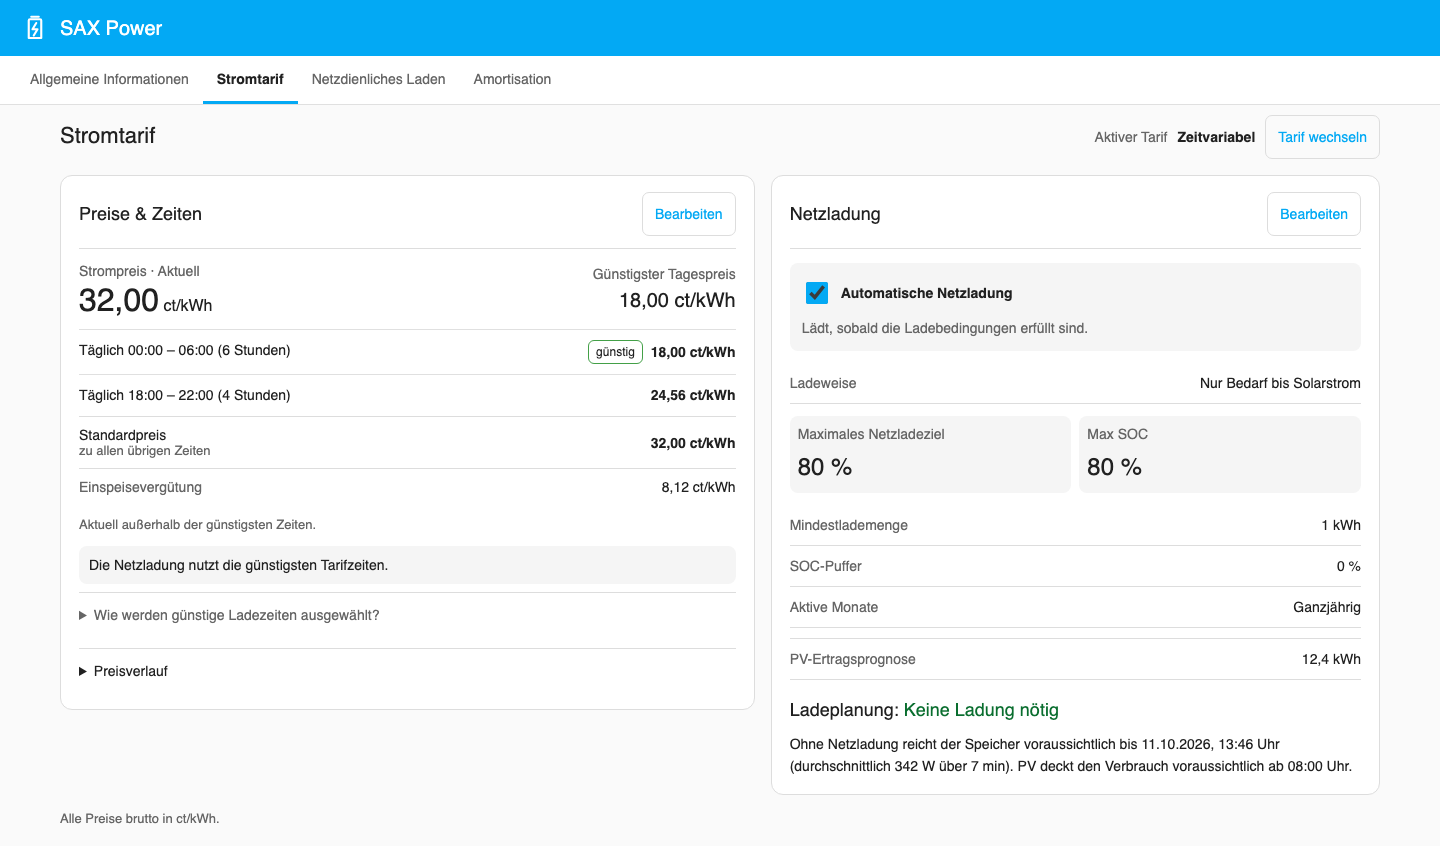 SAX Power
Allgemeine Informationen
Stromtarif
Netzdienliches Laden
Amortisation
Stromtarif
Aktiver Tarif Zeitvariabel
Tarif wechseln
Preise & Zeiten
Bearbeiten
Strompreis · Aktuell
32,00 ct/kWh
Günstigster Tagespreis
18,00 ct/kWh
Täglich 00:00 – 06:00 (6 Stunden)
günstig 18,00 ct/kWh
Täglich 18:00 – 22:00 (4 Stunden)
24,56 ct/kWh
Standardpreis
zu allen übrigen Zeiten
32,00 ct/kWh
Einspeisevergütung
8,12 ct/kWh
Aktuell außerhalb der günstigsten Zeiten.
Die Netzladung nutzt die günstigsten Tarifzeiten.
Wie werden günstige Ladezeiten ausgewählt?
Preisverlauf
Netzladung
Bearbeiten
Automatische Netzladung
Lädt, sobald die Ladebedingungen erfüllt sind.
Ladeweise
Nur Bedarf bis Solarstrom
Maximales Netzladeziel
80 %
Max SOC
80 %
Mindestlademenge
1 kWh
SOC-Puffer
0 %
Aktive Monate
Ganzjährig
PV-Ertragsprognose
12,4 kWh
Ladeplanung: Keine Ladung nötig
Ohne Netzladung reicht der Speicher voraussichtlich bis 11.10.2026, 13:46 Uhr
(durchschnittlich 342 W über 7 min). PV deckt den Verbrauch voraussichtlich ab 08:00 Uhr.
Alle Preise brutto in ct/kWh.